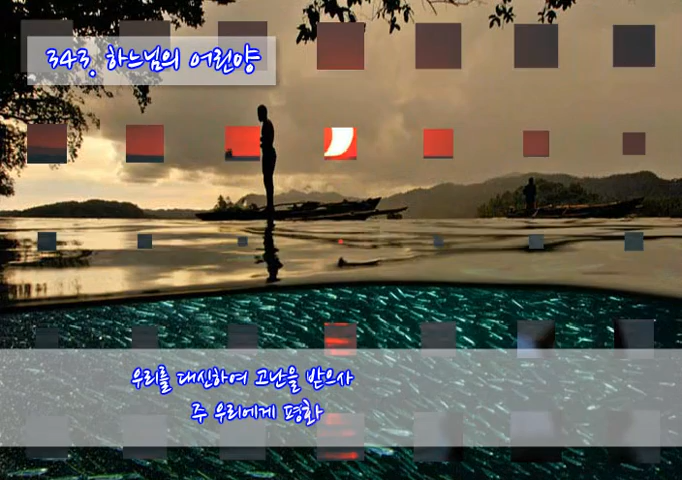 343. 하느님의 어린양
우리를 대신하여 고난을 받으사
주 우리에게 평화